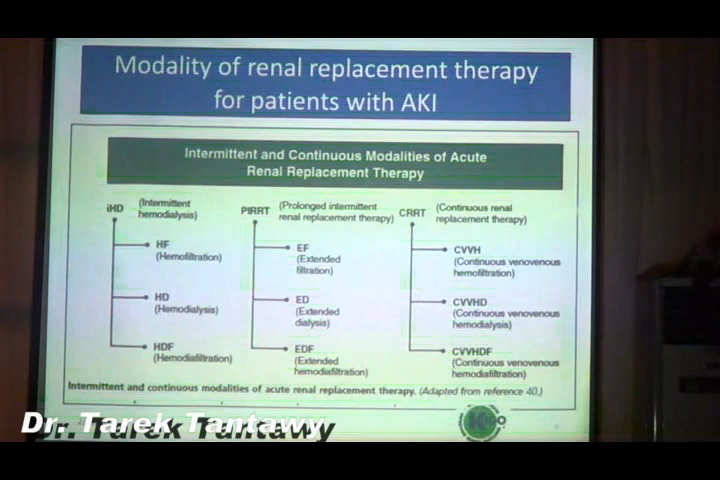 Modality of renal replacement therapy
for patients with AKI
Intermittent and Continuous Modalities of Acute
Renal Replacement Therapy
iHD (Intermittent
hemodialysis)
HF
(Hemofiltration)
HD
(Hemodialysis)
HDF
(Hemodiafiltration)
PIRRT (Prolonged intermittent
renal replacement therapy)
EF
(Extended
filtration)
ED
(Extended
dialysis)
EDF
(Extended
hemodiafiltration)
CRRT (Continuous renal
replacement therapy)
CVVH
(Continuous venovenous
hemofiltration)
CVVHD
(Continuous venovenous
hemodialysis)
CVVHDF
(Continuous venovenous
hemodiafiltration)
Intermittent and continuous modalities of acute renal replacement therapy. (Adapted from reference 40.)
Dr. Tarek Tantawy
Dr. Tarek Tantawy